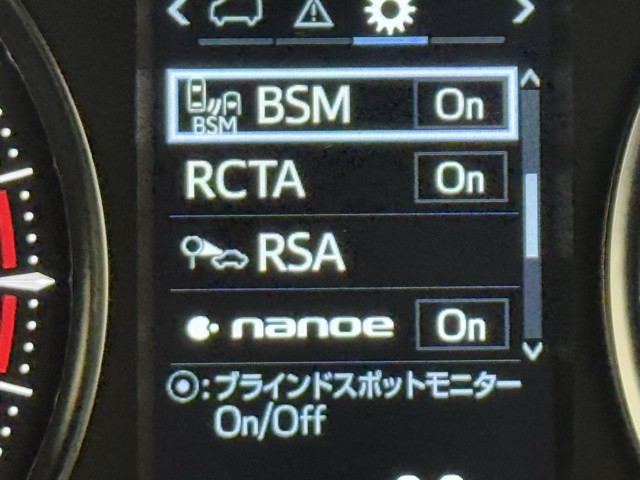 BSM BSM On
RCTA On
RSA
nanoe On
⦿:ブラインドスポットモニター
On/Off